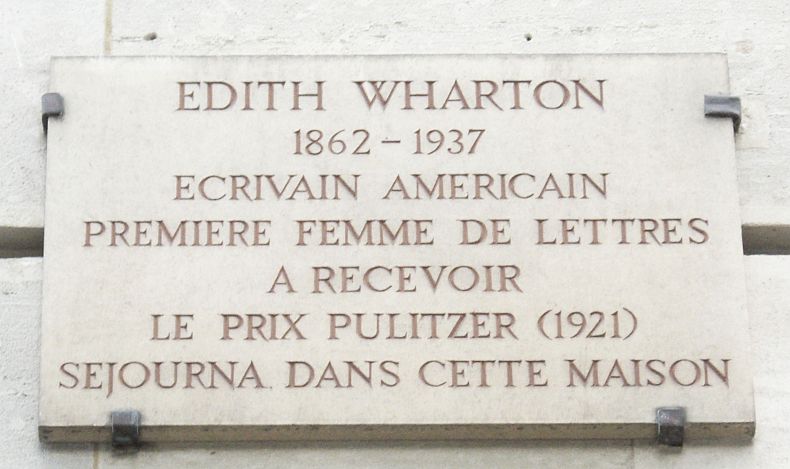 EDITH WHARTON
1862-1937
ECRIVAIN AMERICAIN
PREMIERE FEMME DE LETTRES
A RECEVOIR
LE PRIX PULITZER (1921)
SEJOURNA DANS CETTE MAISON